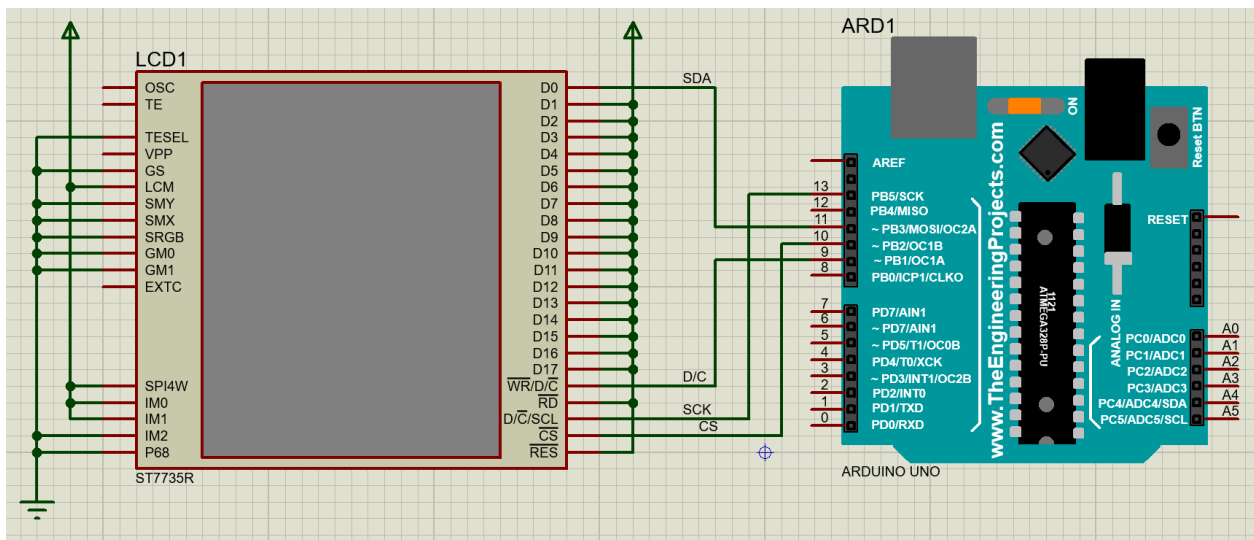 LCD1
OSC
TE
TESEL
VPP
GS
LCM
SMY
SMX
SRGB
GM0
GM1
EXTC
SPI4W
IM0
IM1
IM2
P68
D0
D1
D2
D3
D4
D5
D6
D7
D8
D9
D10
D11
D12
D13
D14
D15
D16
D17
WR/D/C
RD
D/C/SCL
CS
RES
ST7735R
SDA
D/C
SCK
CS
ARD1
ON
Reset BTN
www.TheEngineeringProjects.com
AREF
13 PB5/SCK
12 PB4/MISO
11 ~ PB3/MOSI/OC2A
10 ~ PB2/OC1B
9 ~ PB1/OC1A
8 PB0/ICP1/CLKO
7 PD7/AIN1
6 ~ PD7/AIN1
5 ~ PD5/T1/OC0B
4 PD4/T0/XCK
3 ~ PD3/INT1/OC2B
2 PD2/INT0
1 PD1/TXD
0 PD0/RXD
1121
ATMEGA328P-PU
RESET
ANALOG IN
PC0/ADC0 A0
PC1/ADC1 A1
PC2/ADC2 A2
PC3/ADC3 A3
PC4/ADC4/SDA A4
PC5/ADC5/SCL A5
ARDUINO UNO